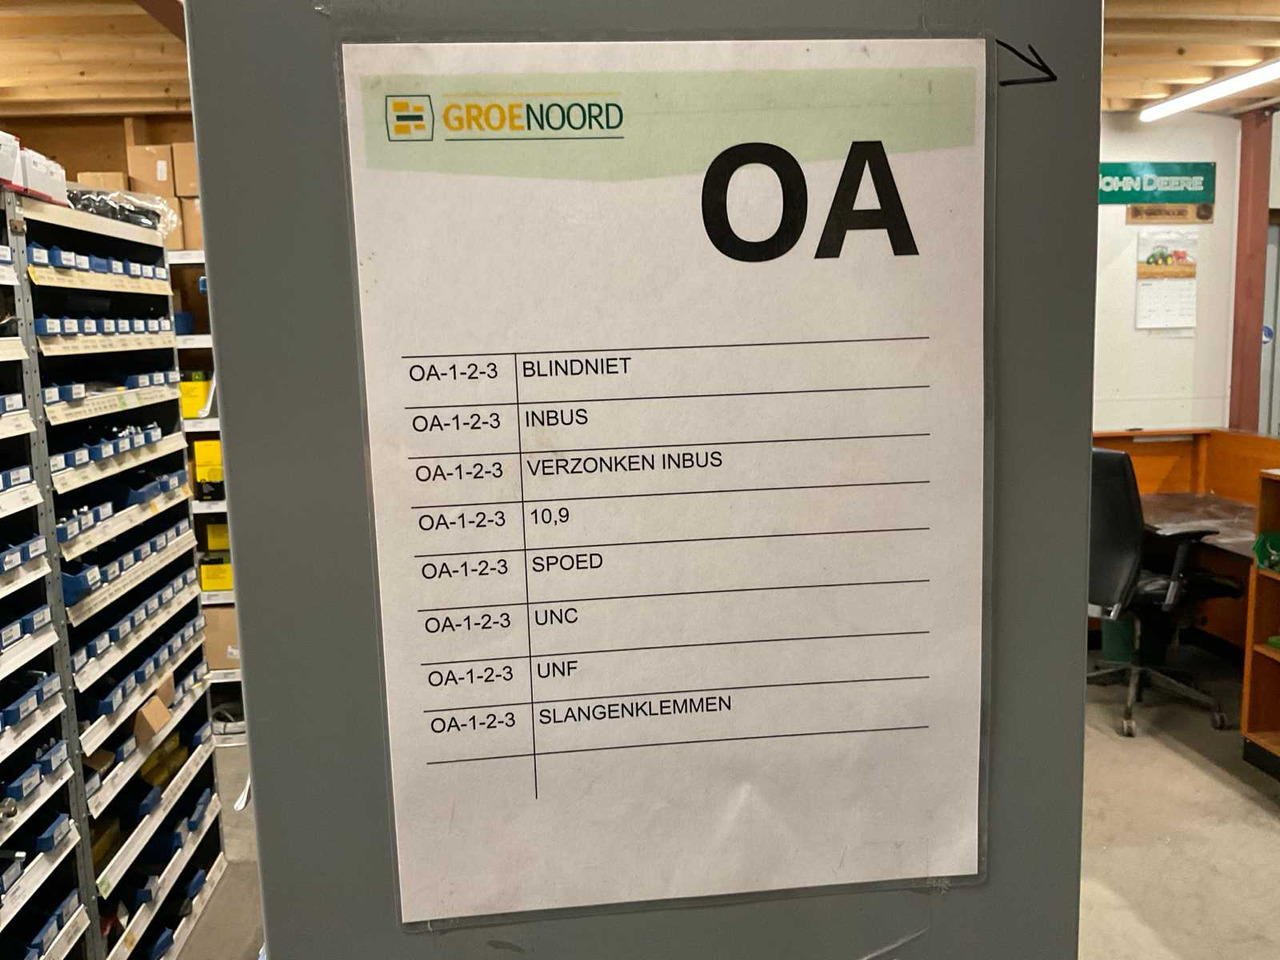 GROENOORD
OA
OA-1-2-3 BLINDNIET
OA-1-2-3 INBUS
OA-1-2-3 VERZONKEN INBUS
OA-1-2-3 10,9
OA-1-2-3 SPOED
OA-1-2-3 UNC
OA-1-2-3 UNF
OA-1-2-3 SLANGENKLEMMEN
JOHN DEERE